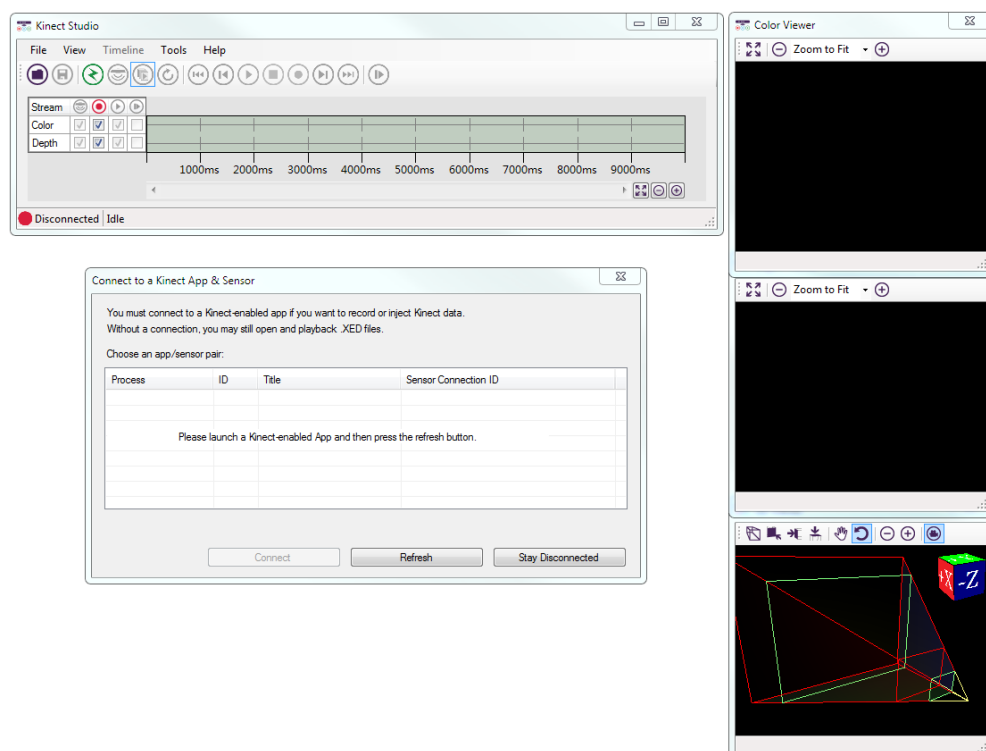 Kinect Studio
File View Timeline Tools Help
Stream
Color
Depth
1000ms 2000ms 3000ms 4000ms 5000ms 6000ms 7000ms 8000ms 9000ms
Disconnected Idle
Connect to a Kinect App & Sensor
You must connect to a Kinect-enabled app if you want to record or inject Kinect data.
Without a connection, you may still open and playback .XED files.
Choose an app/sensor pair:
Process ID Title Sensor Connection ID
Please launch a Kinect-enabled App and then press the refresh button.
Connect Refresh Stay Disconnected
Color Viewer
Zoom to Fit
Zoom to Fit
+X -Z